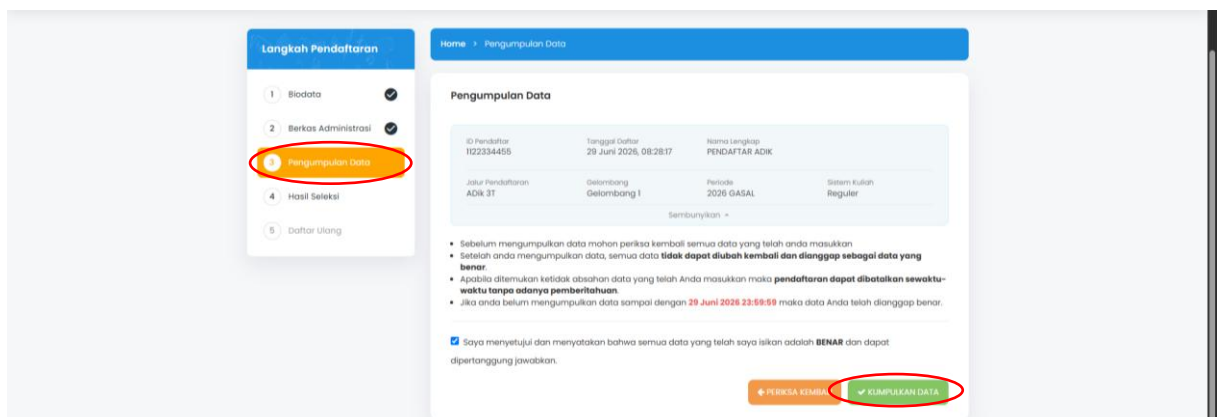 Langkah Pendaftaran
1 Biodata
2 Berkas Administrasi
3 Pengumpulan Data
4 Hasil Seleksi
5 Daftar Ulang
Home > Pengumpulan Data
Pengumpulan Data
ID Pendaftar Tanggal Daftar Nama Lengkap
1122334455 29 Juni 2026, 08:28:17 PENDAFTAR ADIK
Jalur Pendaftaran Gelombang Periode Sistem Kuliah
ADik 3T Gelombang 1 2026 GASAL Reguler
Sembunyikan
• Sebelum mengumpulkan data mohon periksa kembali semua data yang telah anda masukkan
• Setelah anda mengumpulkan data, semua data tidak dapat diubah kembali dan dianggap sebagai data yang
benar.
• Apabila ditemukan ketidak absahan data yang telah Anda masukkan maka pendaftaran dapat dibatalkan sewaktu-
waktu tanpa adanya pemberitahuan.
• Jika anda belum mengumpulkan data sampai dengan 29 Juni 2026 23:59:59 maka data Anda telah dianggap benar.
Saya menyetujui dan menyatakan bahwa semua data yang telah saya isikan adalah BENAR dan dapat
dipertanggung jawabkan.
PERIKSA KEMBALI KUMPULKAN DATA